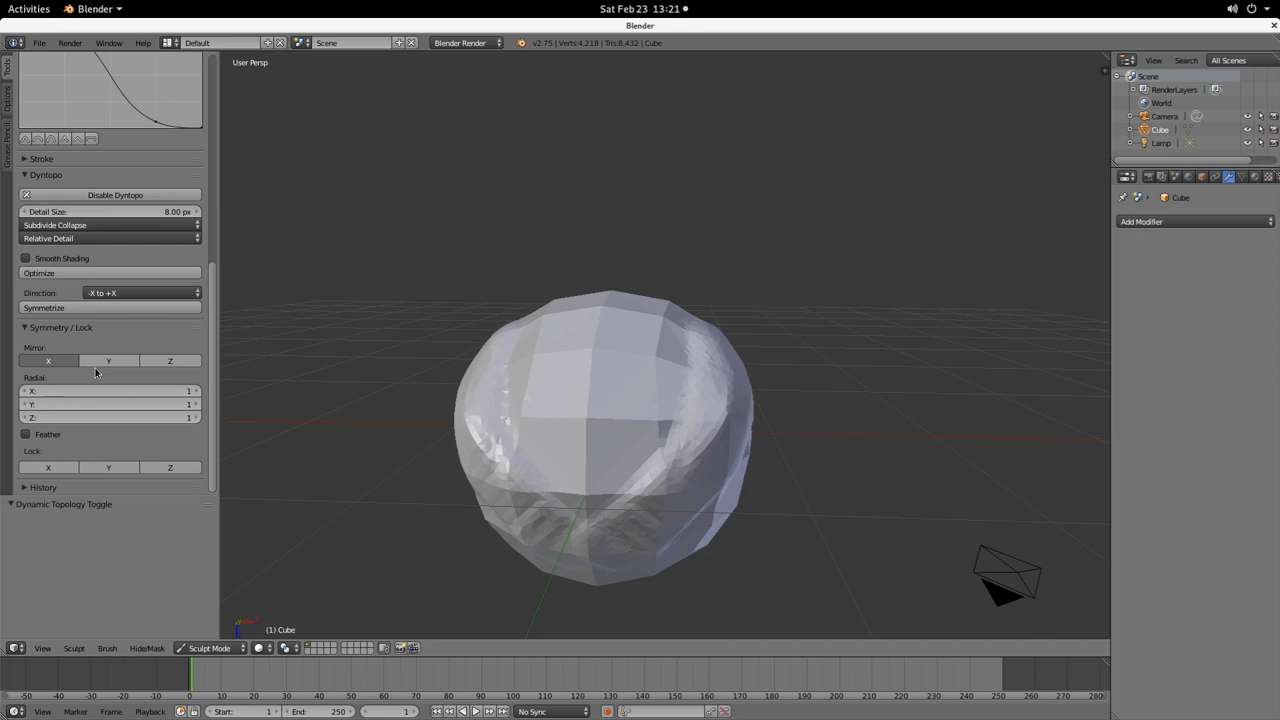 Activities Blender Sat Feb 23 13:21
Blender
File Render Window Help Default Scene Blender Render v2.75 | Verts:4,218 | Tris:8,432 | Cube
Tools
Options
Grease Pencil
Stroke
Dyntopo
Disable Dyntopo
Detail Size: 8.00 px
Subdivide Collapse
Relative Detail
Smooth Shading
Optimize
Direction: -X to +X
Symmetrize
Symmetry / Lock
Mirror:
X Y Z
Radial:
X: 1
Y: 1
Z: 1
Feather
Lock:
X Y Z
History
Dynamic Topology Toggle
User Persp
(1) Cube
View Search All Scenes
Scene
RenderLayers
World
Camera
Cube
Lamp
Cube
Add Modifier
View Sculpt Brush Hide/Mask Sculpt Mode
-50 -40 -30 -20 -10 0 10 20 30 40 50 60 70 80 90 100 110 120 130 140 150 160 170 180 190 200 210 220 230 240 250 260 270 280
View Marker Frame Playback Start: 1 End: 250 1 No Sync